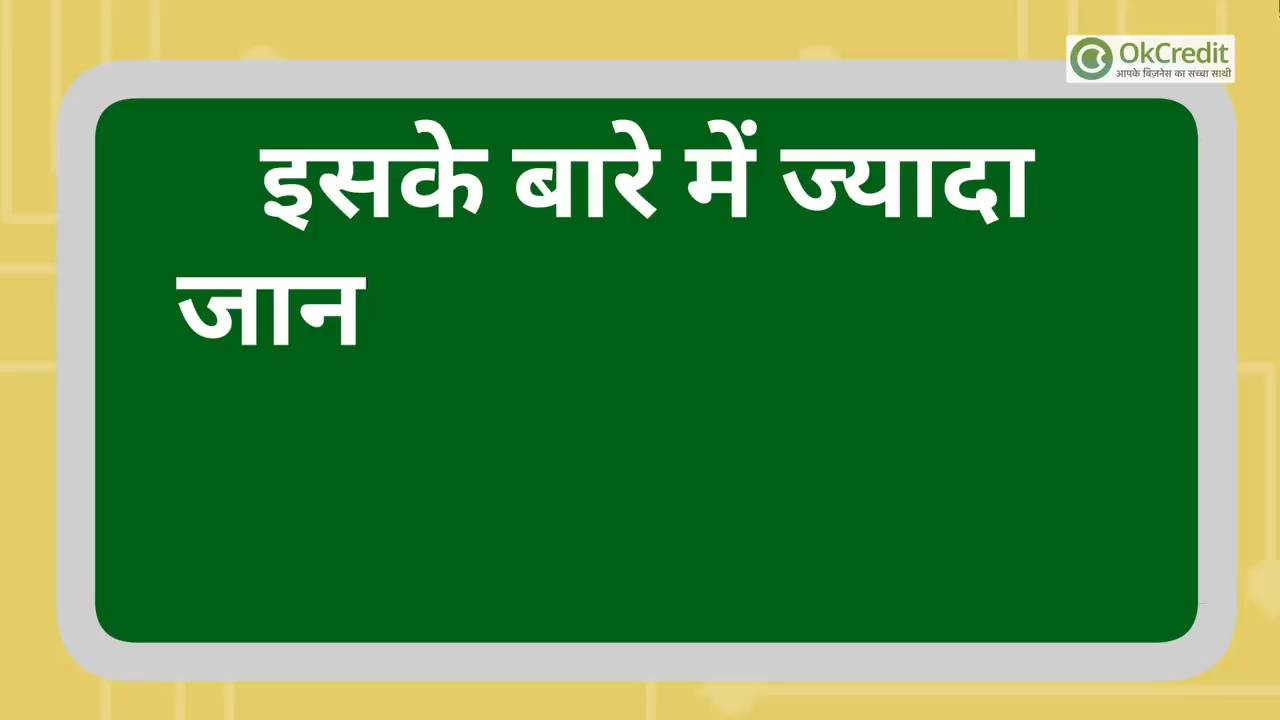 OkCredit
आपके बिज़नेस का सच्चा साथी
इसके बारे में ज्यादा
जान